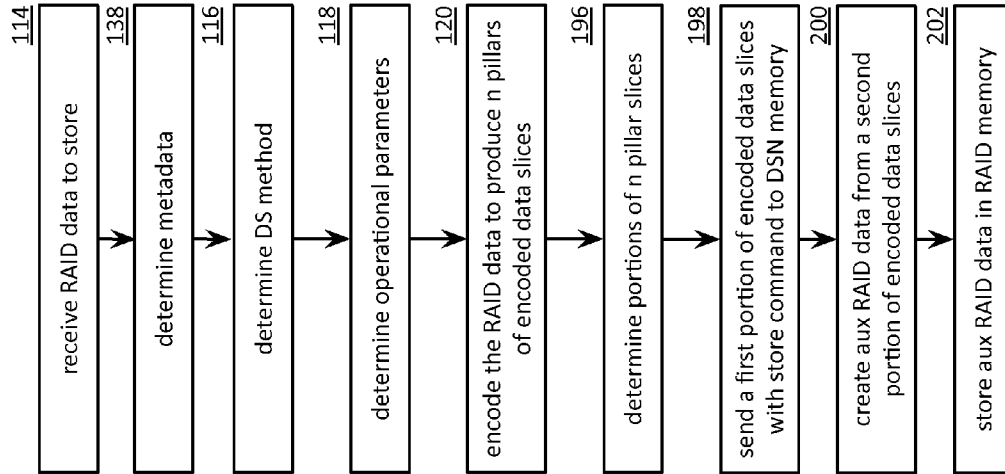 114
receive RAID data to store
138
determine metadata
116
determine DS method
118
determine operational parameters
120
encode the RAID data to produce n pillars
of encoded data slices
196
determine portions of n pillar slices
198
send a first portion of encoded data slices
with store command to DSN memory
200
create aux RAID data from a second
portion of encoded data slices
202
store aux RAID data in RAID memory